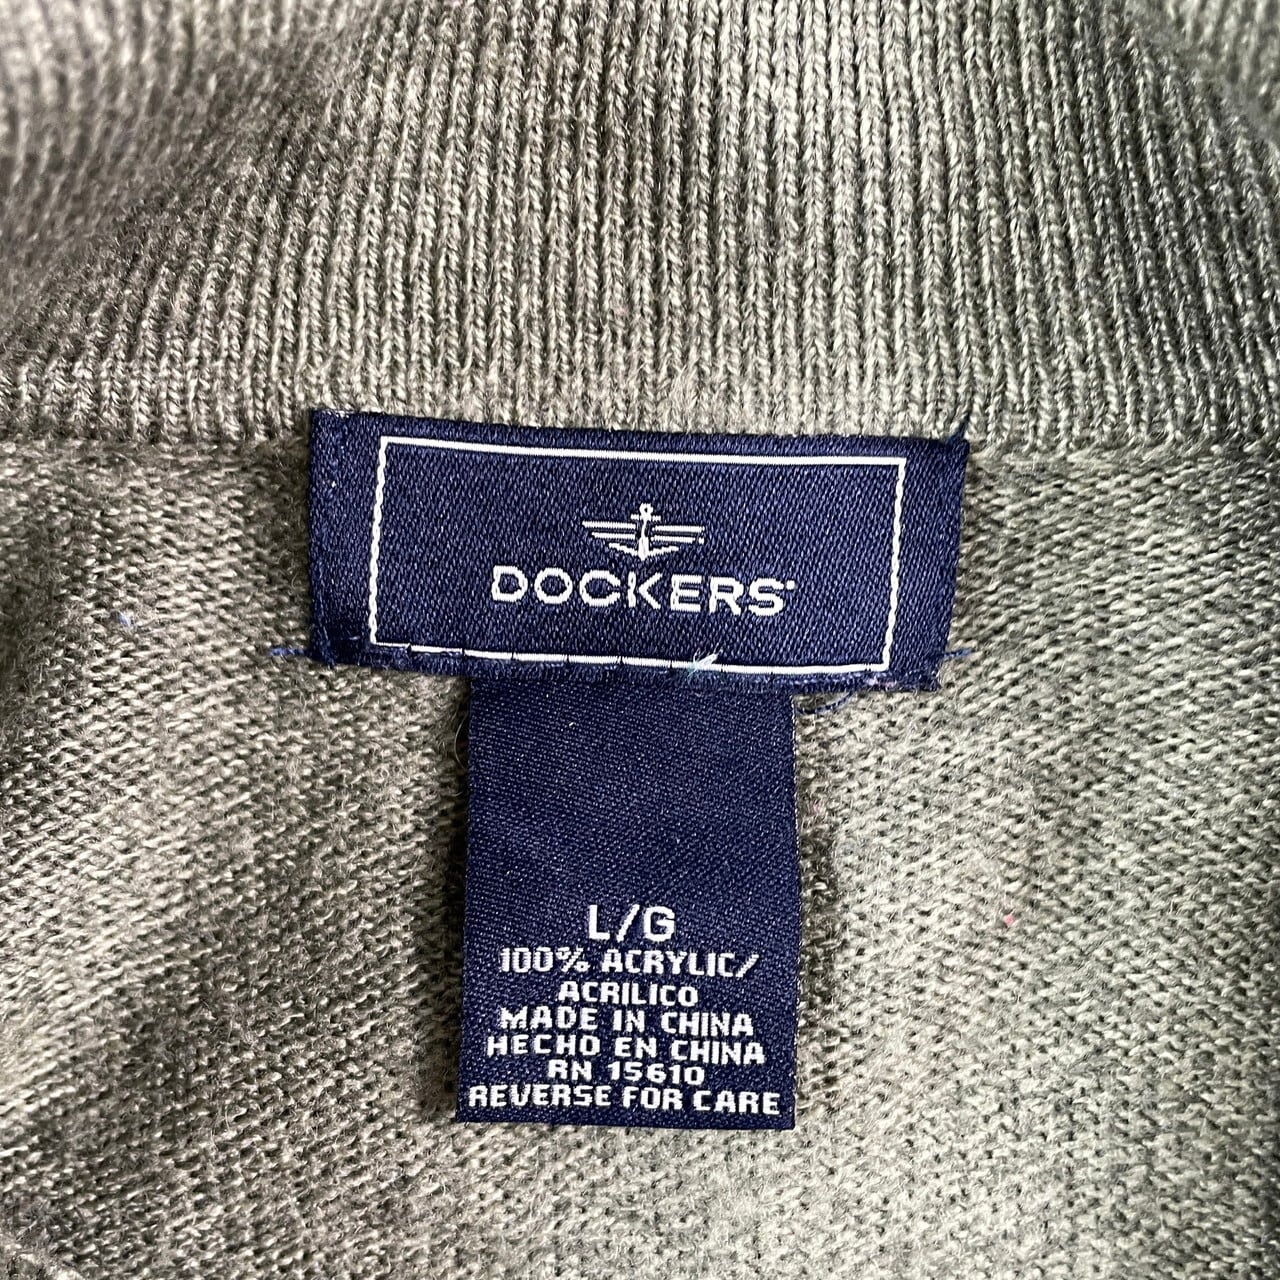 DOCKERS
L/G
100% ACRYLIC/
ACRILICO
MADE IN CHINA
HECHO EN CHINA
RN 15610
REVERSE FOR CARE